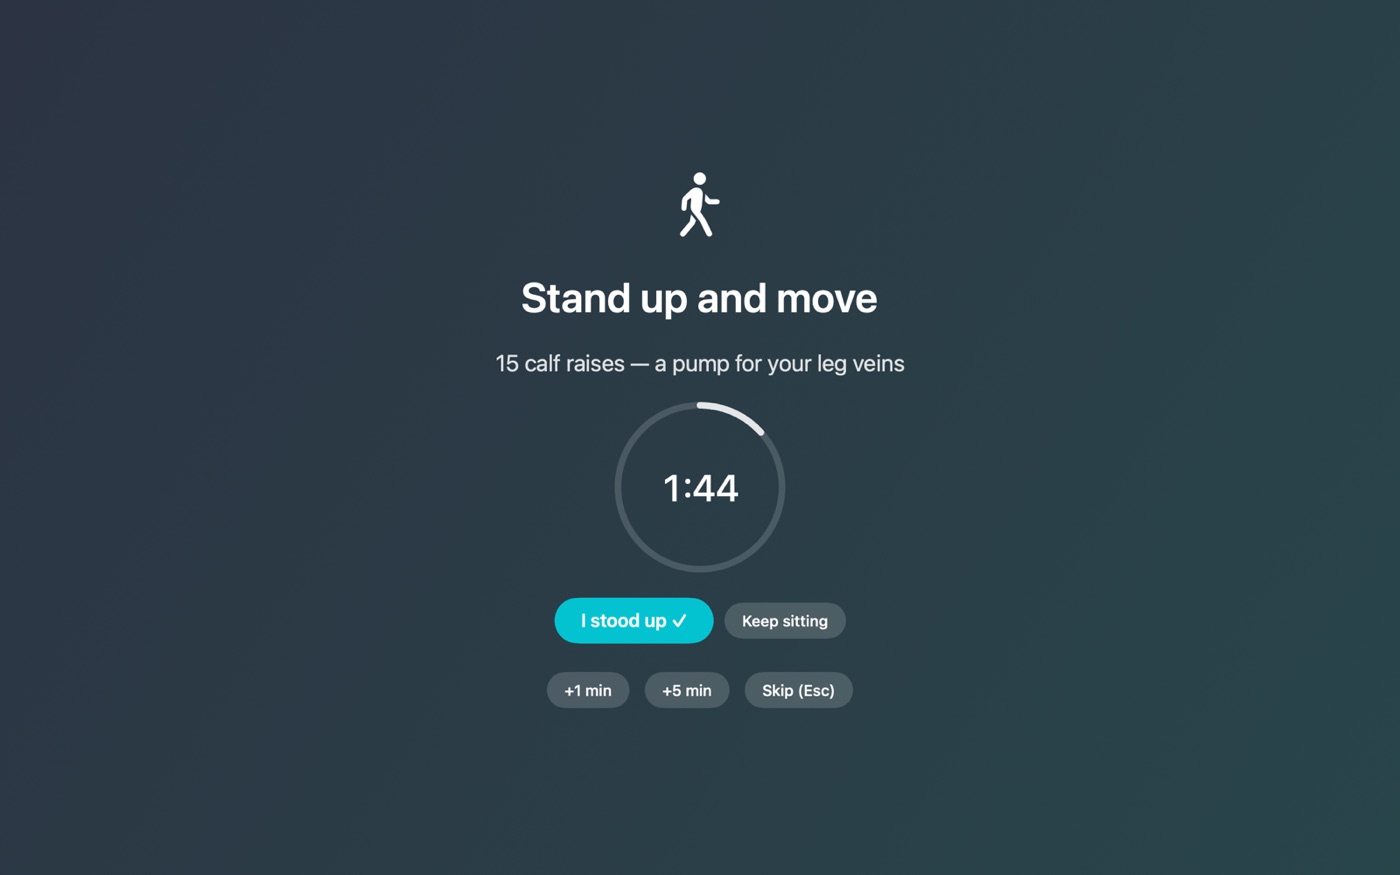 Stand up and move
15 calf raises — a pump for your leg veins
1:44
I stood up ✓
Keep sitting
+1 min
+5 min
Skip (Esc)